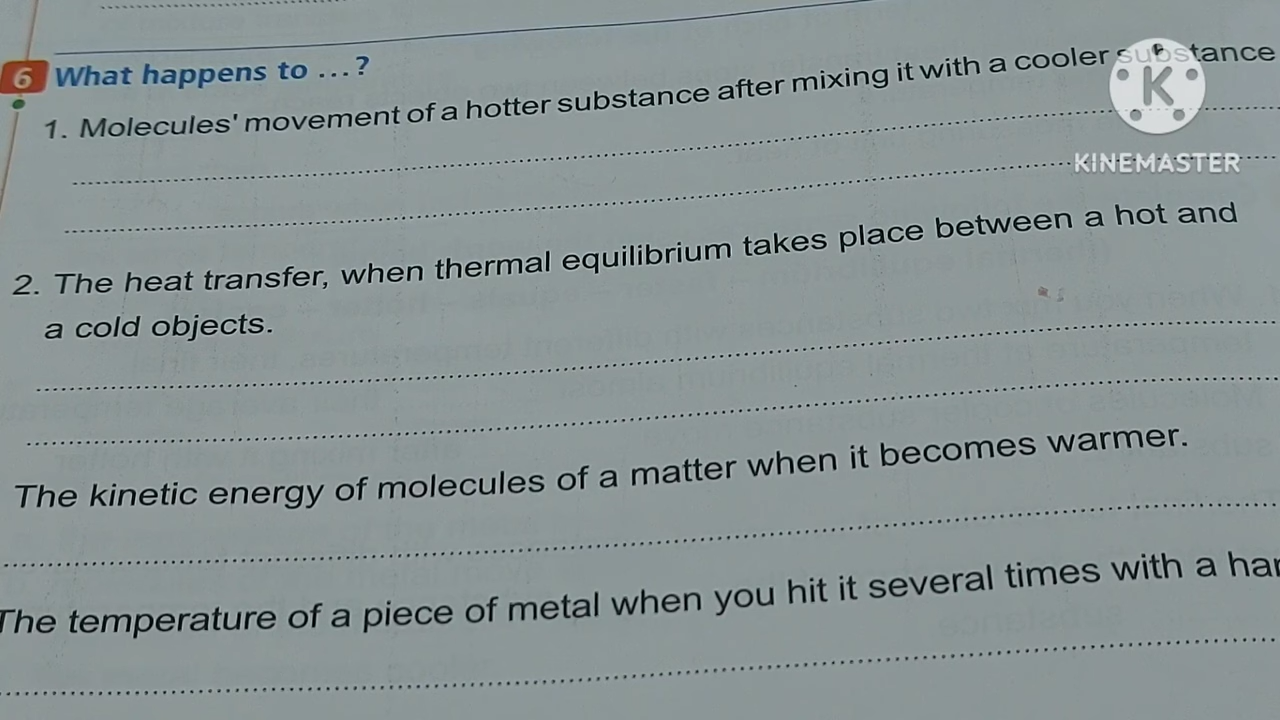 6 What happens to ...?
1. Molecules' movement of a hotter substance after mixing it with a cooler substance
KINEMASTER
2. The heat transfer, when thermal equilibrium takes place between a hot and
a cold objects.
The kinetic energy of molecules of a matter when it becomes warmer.
The temperature of a piece of metal when you hit it several times with a